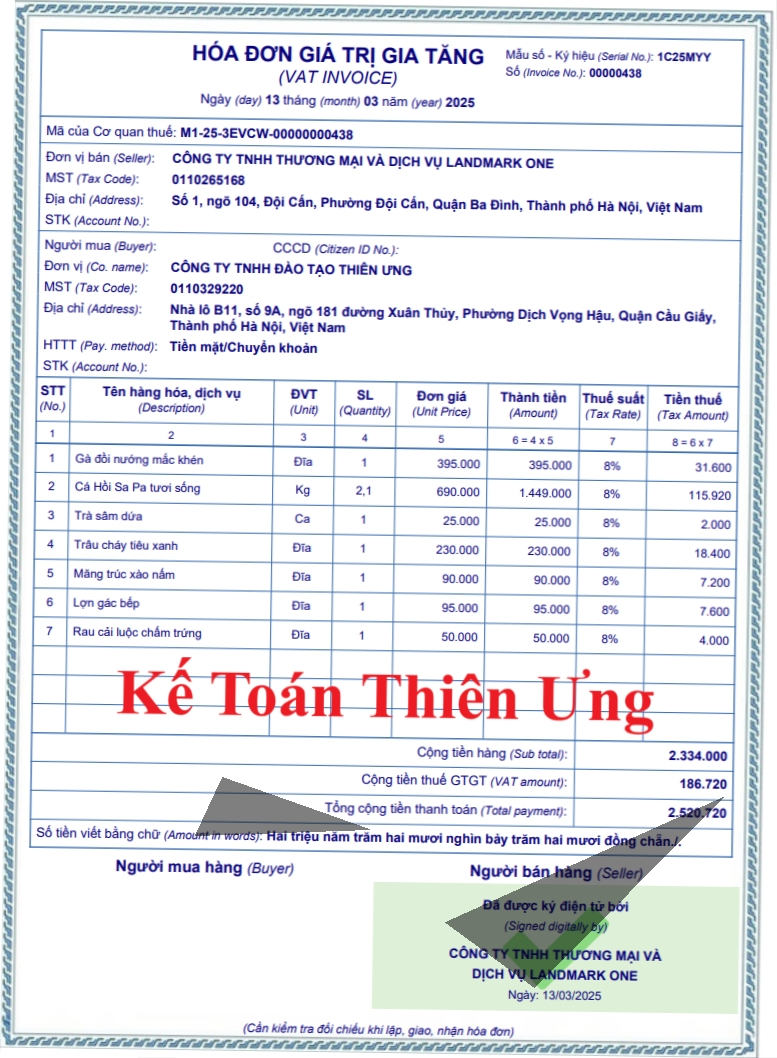 HÓA ĐƠN GIÁ TRỊ GIA TĂNG
(VAT INVOICE)
Ngày (day) 13 tháng (month) 03 năm (year) 2025
Mẫu số - Ký hiệu (Serial No.): 1C25MYY
Số (Invoice No.): 00000438
Mã của Cơ quan thuế: M1-25-3EVCW-00000000438
Đơn vị bán (Seller): CÔNG TY TNHH THƯƠNG MẠI VÀ DỊCH VỤ LANDMARK ONE
MST (Tax Code): 0110265168
Địa chỉ (Address): Số 1, ngõ 104, Đội Cấn, Phường Đội Cấn, Quận Ba Đình, Thành phố Hà Nội, Việt Nam
STK (Account No.):
Người mua (Buyer): CCCD (Citizen ID No.):
Đơn vị (Co. name): CÔNG TY TNHH ĐÀO TẠO THIÊN ƯNG
MST (Tax Code): 0110329220
Địa chỉ (Address): Nhà lô B11, số 9A, ngõ 181 đường Xuân Thủy, Phường Dịch Vọng Hậu, Quận Cầu Giấy,
Thành phố Hà Nội, Việt Nam
HTTT (Pay. method): Tiền mặt/Chuyển khoản
STK (Account No.):
STT Tên hàng hóa, dịch vụ ĐVT SL Đơn giá Thành tiền Thuế suất Tiền thuế
(No.) (Description) (Unit) (Quantity) (Unit Price) (Amount) (Tax Rate) (Tax Amount)
1 2 3 4 5 6 = 4 x 5 7 8 = 6 x 7
1 Gà đồi nướng mắc khén Đĩa 1 395.000 395.000 8% 31.600
2 Cá Hồi Sa Pa tươi sống Kg 2,1 690.000 1.449.000 8% 115.920
3 Trà sâm dứa Ca 1 25.000 25.000 8% 2.000
4 Trâu cháy tiêu xanh Đĩa 1 230.000 230.000 8% 18.400
5 Măng trúc xào nấm Đĩa 1 90.000 90.000 8% 7.200
6 Lợn gác bếp Đĩa 1 95.000 95.000 8% 7.600
7 Rau cải luộc chấm trứng Đĩa 1 50.000 50.000 8% 4.000
Kế Toán Thiên Ưng
Cộng tiền hàng (Sub total): 2.334.000
Cộng tiền thuế GTGT (VAT amount): 186.720
Tổng cộng tiền thanh toán (Total payment): 2.520.720
Số tiền viết bằng chữ (Amount in words): Hai triệu năm trăm hai mươi nghìn bảy trăm hai mươi đồng chẵn./.
Người mua hàng (Buyer)
Người bán hàng (Seller)
Đã được ký điện tử bởi
(Signed digitally by)
CÔNG TY TNHH THƯƠNG MẠI VÀ
DỊCH VỤ LANDMARK ONE
Ngày: 13/03/2025
(Cần kiểm tra đối chiếu khi lập, giao, nhận hóa đơn)